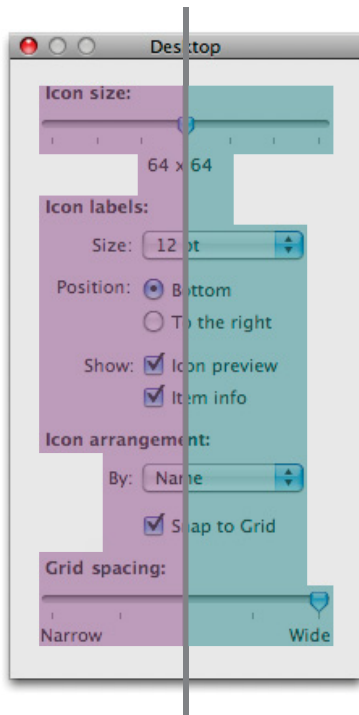 Desktop
Icon size:
64 x 64
Icon labels:
Size: 12 pt
Position: Bottom
To the right
Show: Icon preview
Item info
Icon arrangement:
By: Name
Snap to Grid
Grid spacing:
Narrow Wide